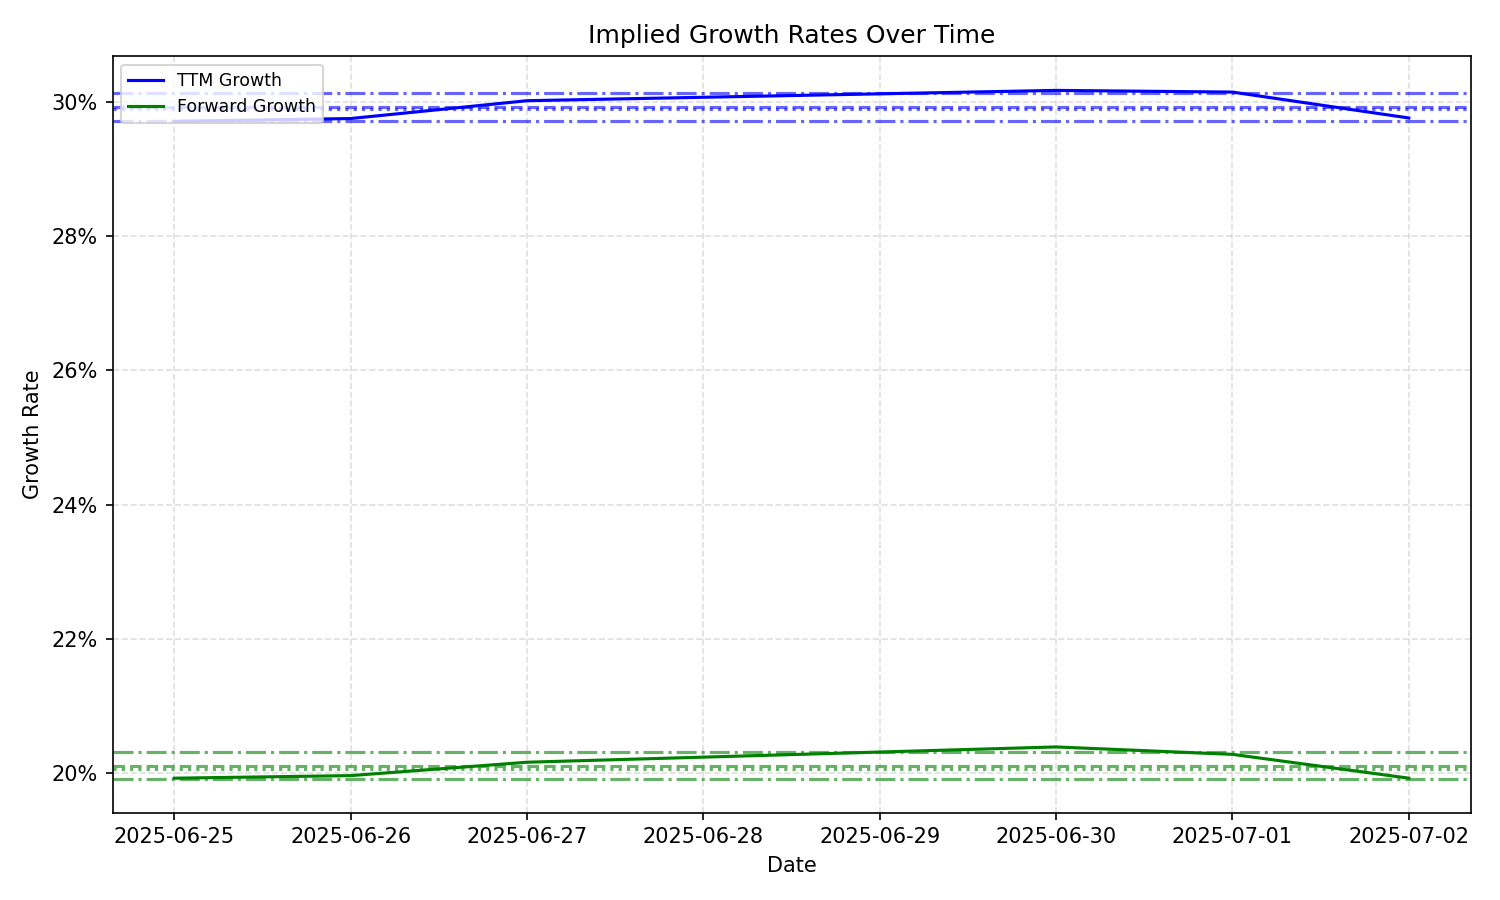 Implied Growth Rates Over Time
TTM Growth
Forward Growth
30%
28%
26%
24%
22%
20%
Growth Rate
2025-06-25 2025-06-26 2025-06-27 2025-06-28 2025-06-29 2025-06-30 2025-07-01 2025-07-02
Date